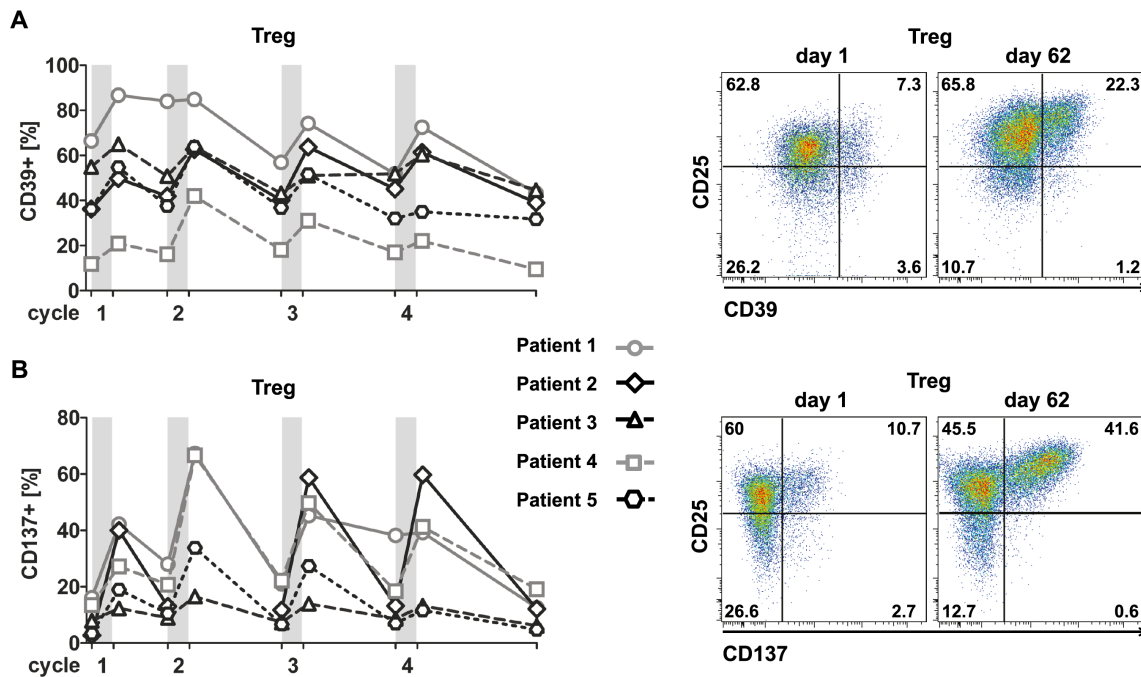 A
Treg
CD39+ [%]
100
80
60
40
20
0
cycle 1 2 3 4
Treg
day 1 day 62
62.8 7.3 65.8 22.3
CD25
26.2 3.6 10.7 1.2
CD39
Patient 1
Patient 2
Patient 3
Patient 4
Patient 5
B
Treg
CD137+ [%]
80
60
40
20
0
cycle 1 2 3 4
Treg
day 1 day 62
60 10.7 45.5 41.6
CD25
26.6 2.7 12.7 0.6
CD137